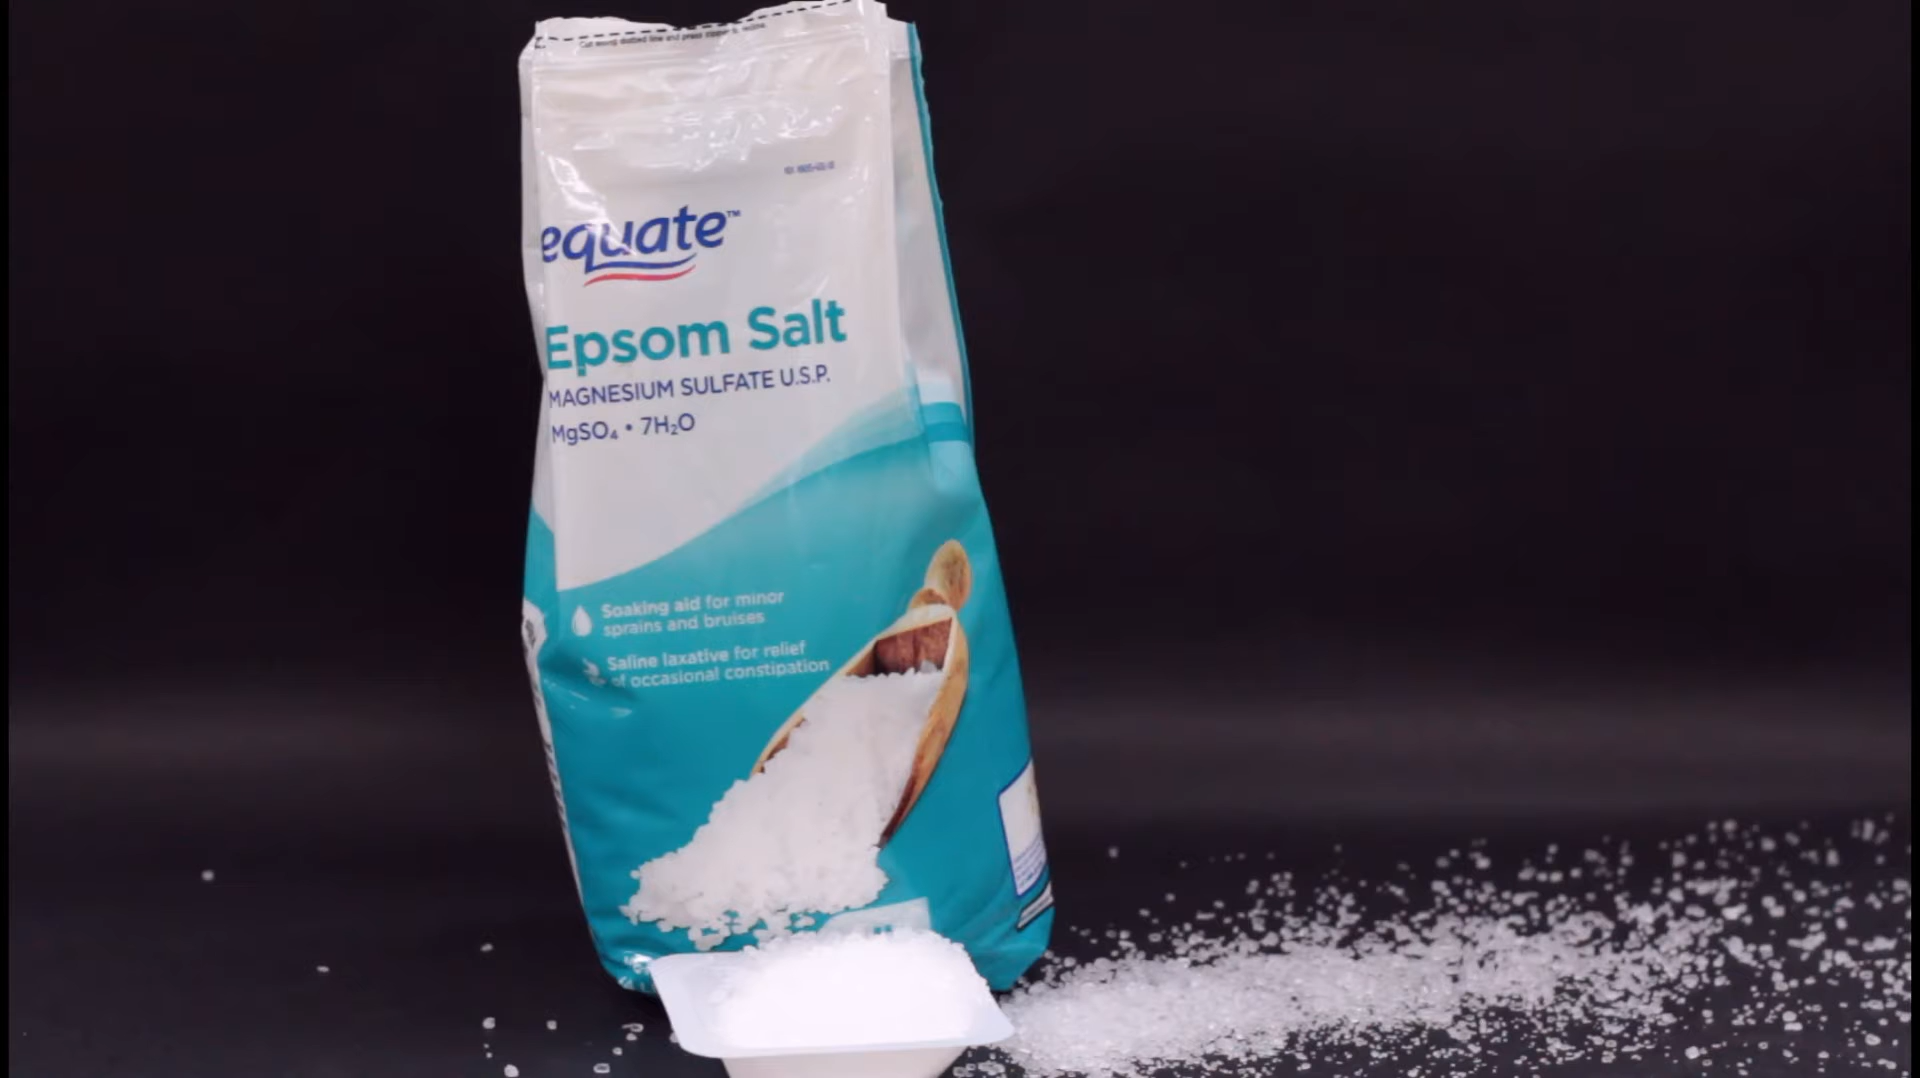 equate™
Epsom Salt
MAGNESIUM SULFATE U.S.P.
MgSO₄ • 7H₂O
Soaking aid for minor
sprains and bruises
Saline laxative for relief
of occasional constipation